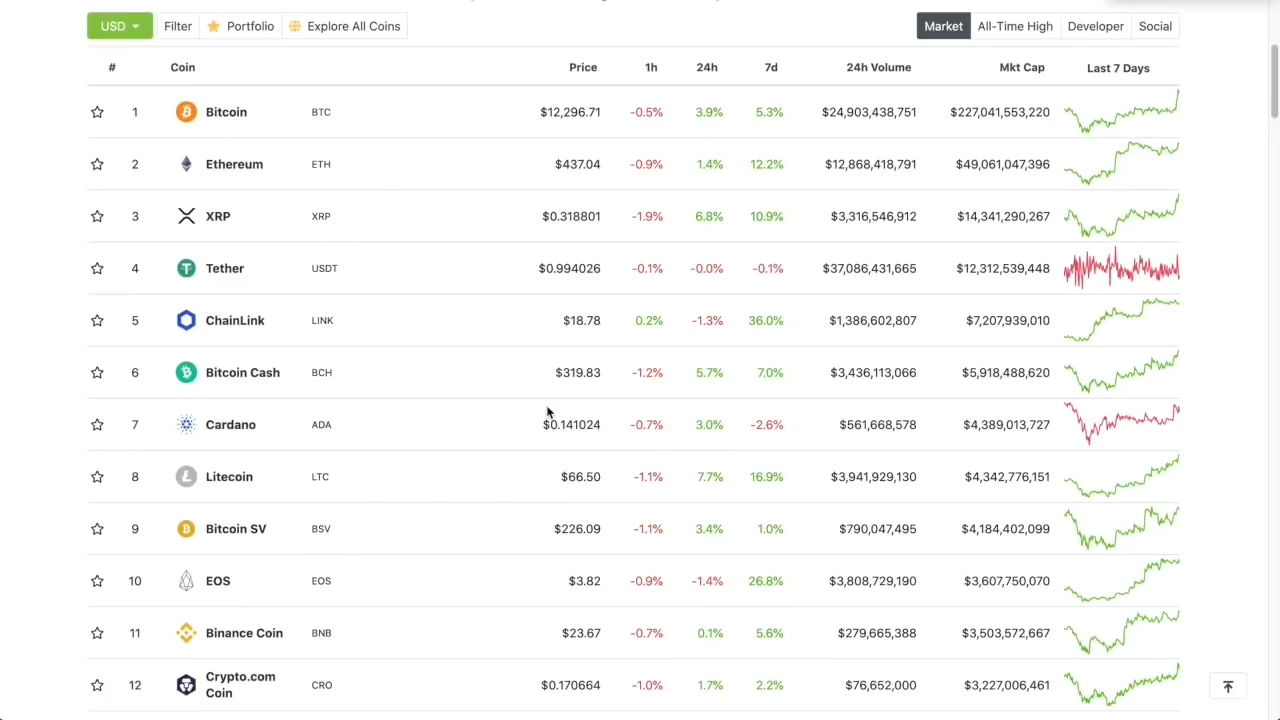 USD Filter Portfolio Explore All Coins Market All-Time High Developer Social
# Coin Price 1h 24h 7d 24h Volume Mkt Cap Last 7 Days
1 Bitcoin BTC $12,296.71 -0.5% 3.9% 5.3% $24,903,438,751 $227,041,553,220
2 Ethereum ETH $437.04 -0.9% 1.4% 12.2% $12,868,418,791 $49,061,047,396
3 XRP XRP $0.318801 -1.9% 6.8% 10.9% $3,316,546,912 $14,341,290,267
4 Tether USDT $0.994026 -0.1% -0.0% -0.1% $37,086,431,665 $12,312,539,448
5 ChainLink LINK $18.78 0.2% -1.3% 36.0% $1,386,602,807 $7,207,939,010
6 Bitcoin Cash BCH $319.83 -1.2% 5.7% 7.0% $3,436,113,066 $5,918,488,620
7 Cardano ADA $0.141024 -0.7% 3.0% -2.6% $561,668,578 $4,389,013,727
8 Litecoin LTC $66.50 -1.1% 7.7% 16.9% $3,941,929,130 $4,342,776,151
9 Bitcoin SV BSV $226.09 -1.1% 3.4% 1.0% $790,047,495 $4,184,402,099
10 EOS EOS $3.82 -0.9% -1.4% 26.8% $3,808,729,190 $3,607,750,070
11 Binance Coin BNB $23.67 -0.7% 0.1% 5.6% $279,665,388 $3,503,572,667
12 Crypto.com Coin CRO $0.170664 -1.0% 1.7% 2.2% $76,652,000 $3,227,006,461